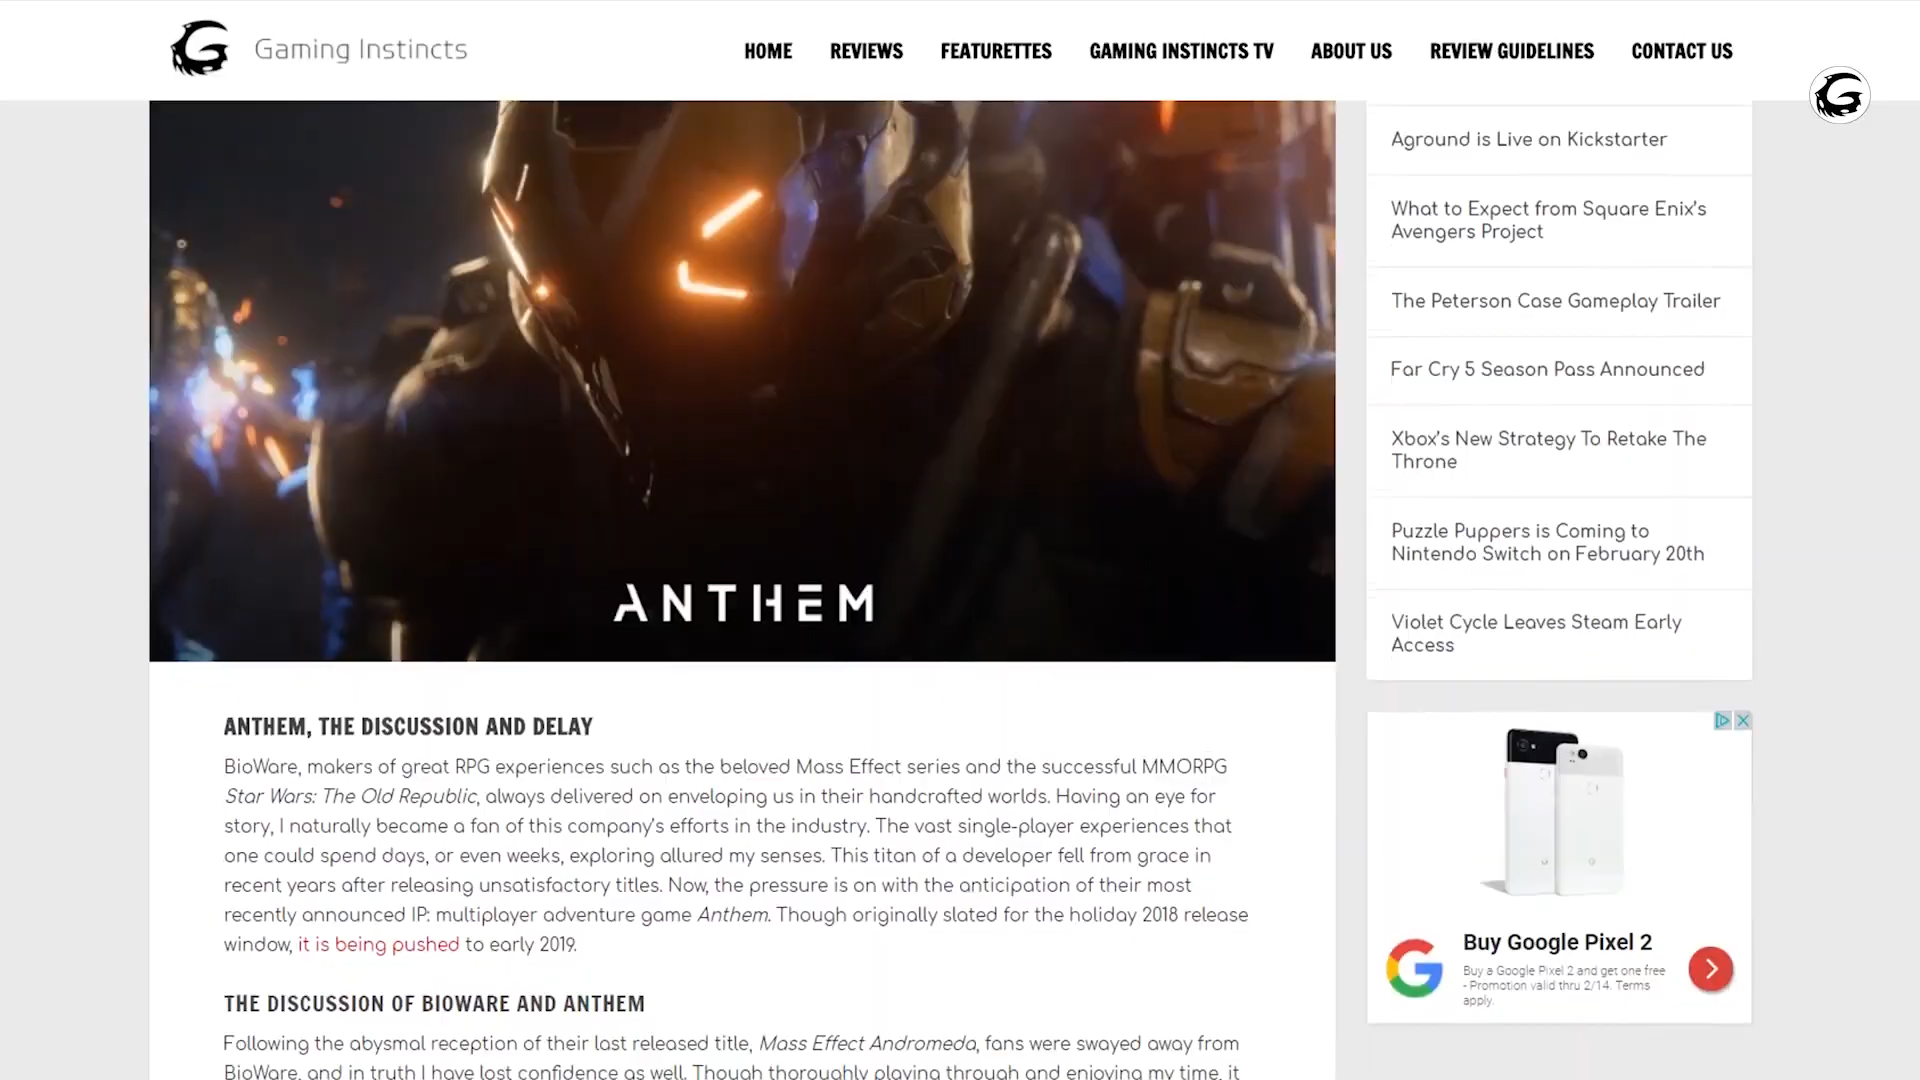 Gaming Instincts
HOME REVIEWS FEATURETTES GAMING INSTINCTS TV ABOUT US REVIEW GUIDELINES CONTACT US
ANTHEM
ANTHEM, THE DISCUSSION AND DELAY
BioWare, makers of great RPG experiences such as the beloved Mass Effect series and the successful MMORPG
Star Wars: The Old Republic, always delivered on enveloping us in their handcrafted worlds. Having an eye for
story, I naturally became a fan of this company's efforts in the industry. The vast single-player experiences that
one could spend days, or even weeks, exploring allured my senses. This titan of a developer fell from grace in
recent years after releasing unsatisfactory titles. Now, the pressure is on with the anticipation of their most
recently announced IP: multiplayer adventure game Anthem. Though originally slated for the holiday 2018 release
window, it is being pushed to early 2019.
THE DISCUSSION OF BIOWARE AND ANTHEM
Following the abysmal reception of their last released title, Mass Effect Andromeda, fans were swayed away from
BioWare, and in truth I have lost confidence as well. Though thoroughly playing through and enjoying my time, it
Aground is Live on Kickstarter
What to Expect from Square Enix's
Avengers Project
The Peterson Case Gameplay Trailer
Far Cry 5 Season Pass Announced
Xbox's New Strategy To Retake The
Throne
Puzzle Puppers is Coming to
Nintendo Switch on February 20th
Violet Cycle Leaves Steam Early
Access
Buy Google Pixel 2
Buy a Google Pixel 2 and get one free
- Promotion valid thru 2/14. Terms
apply.